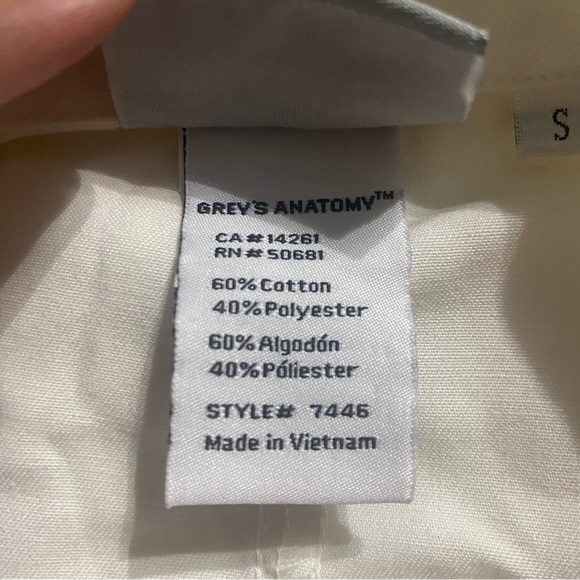 S
GREY'S ANATOMY™
CA# 14261
RN# 50681
60% Cotton
40% Polyester
60% Algodón
40% Póliester
STYLE# 7446
Made in Vietnam